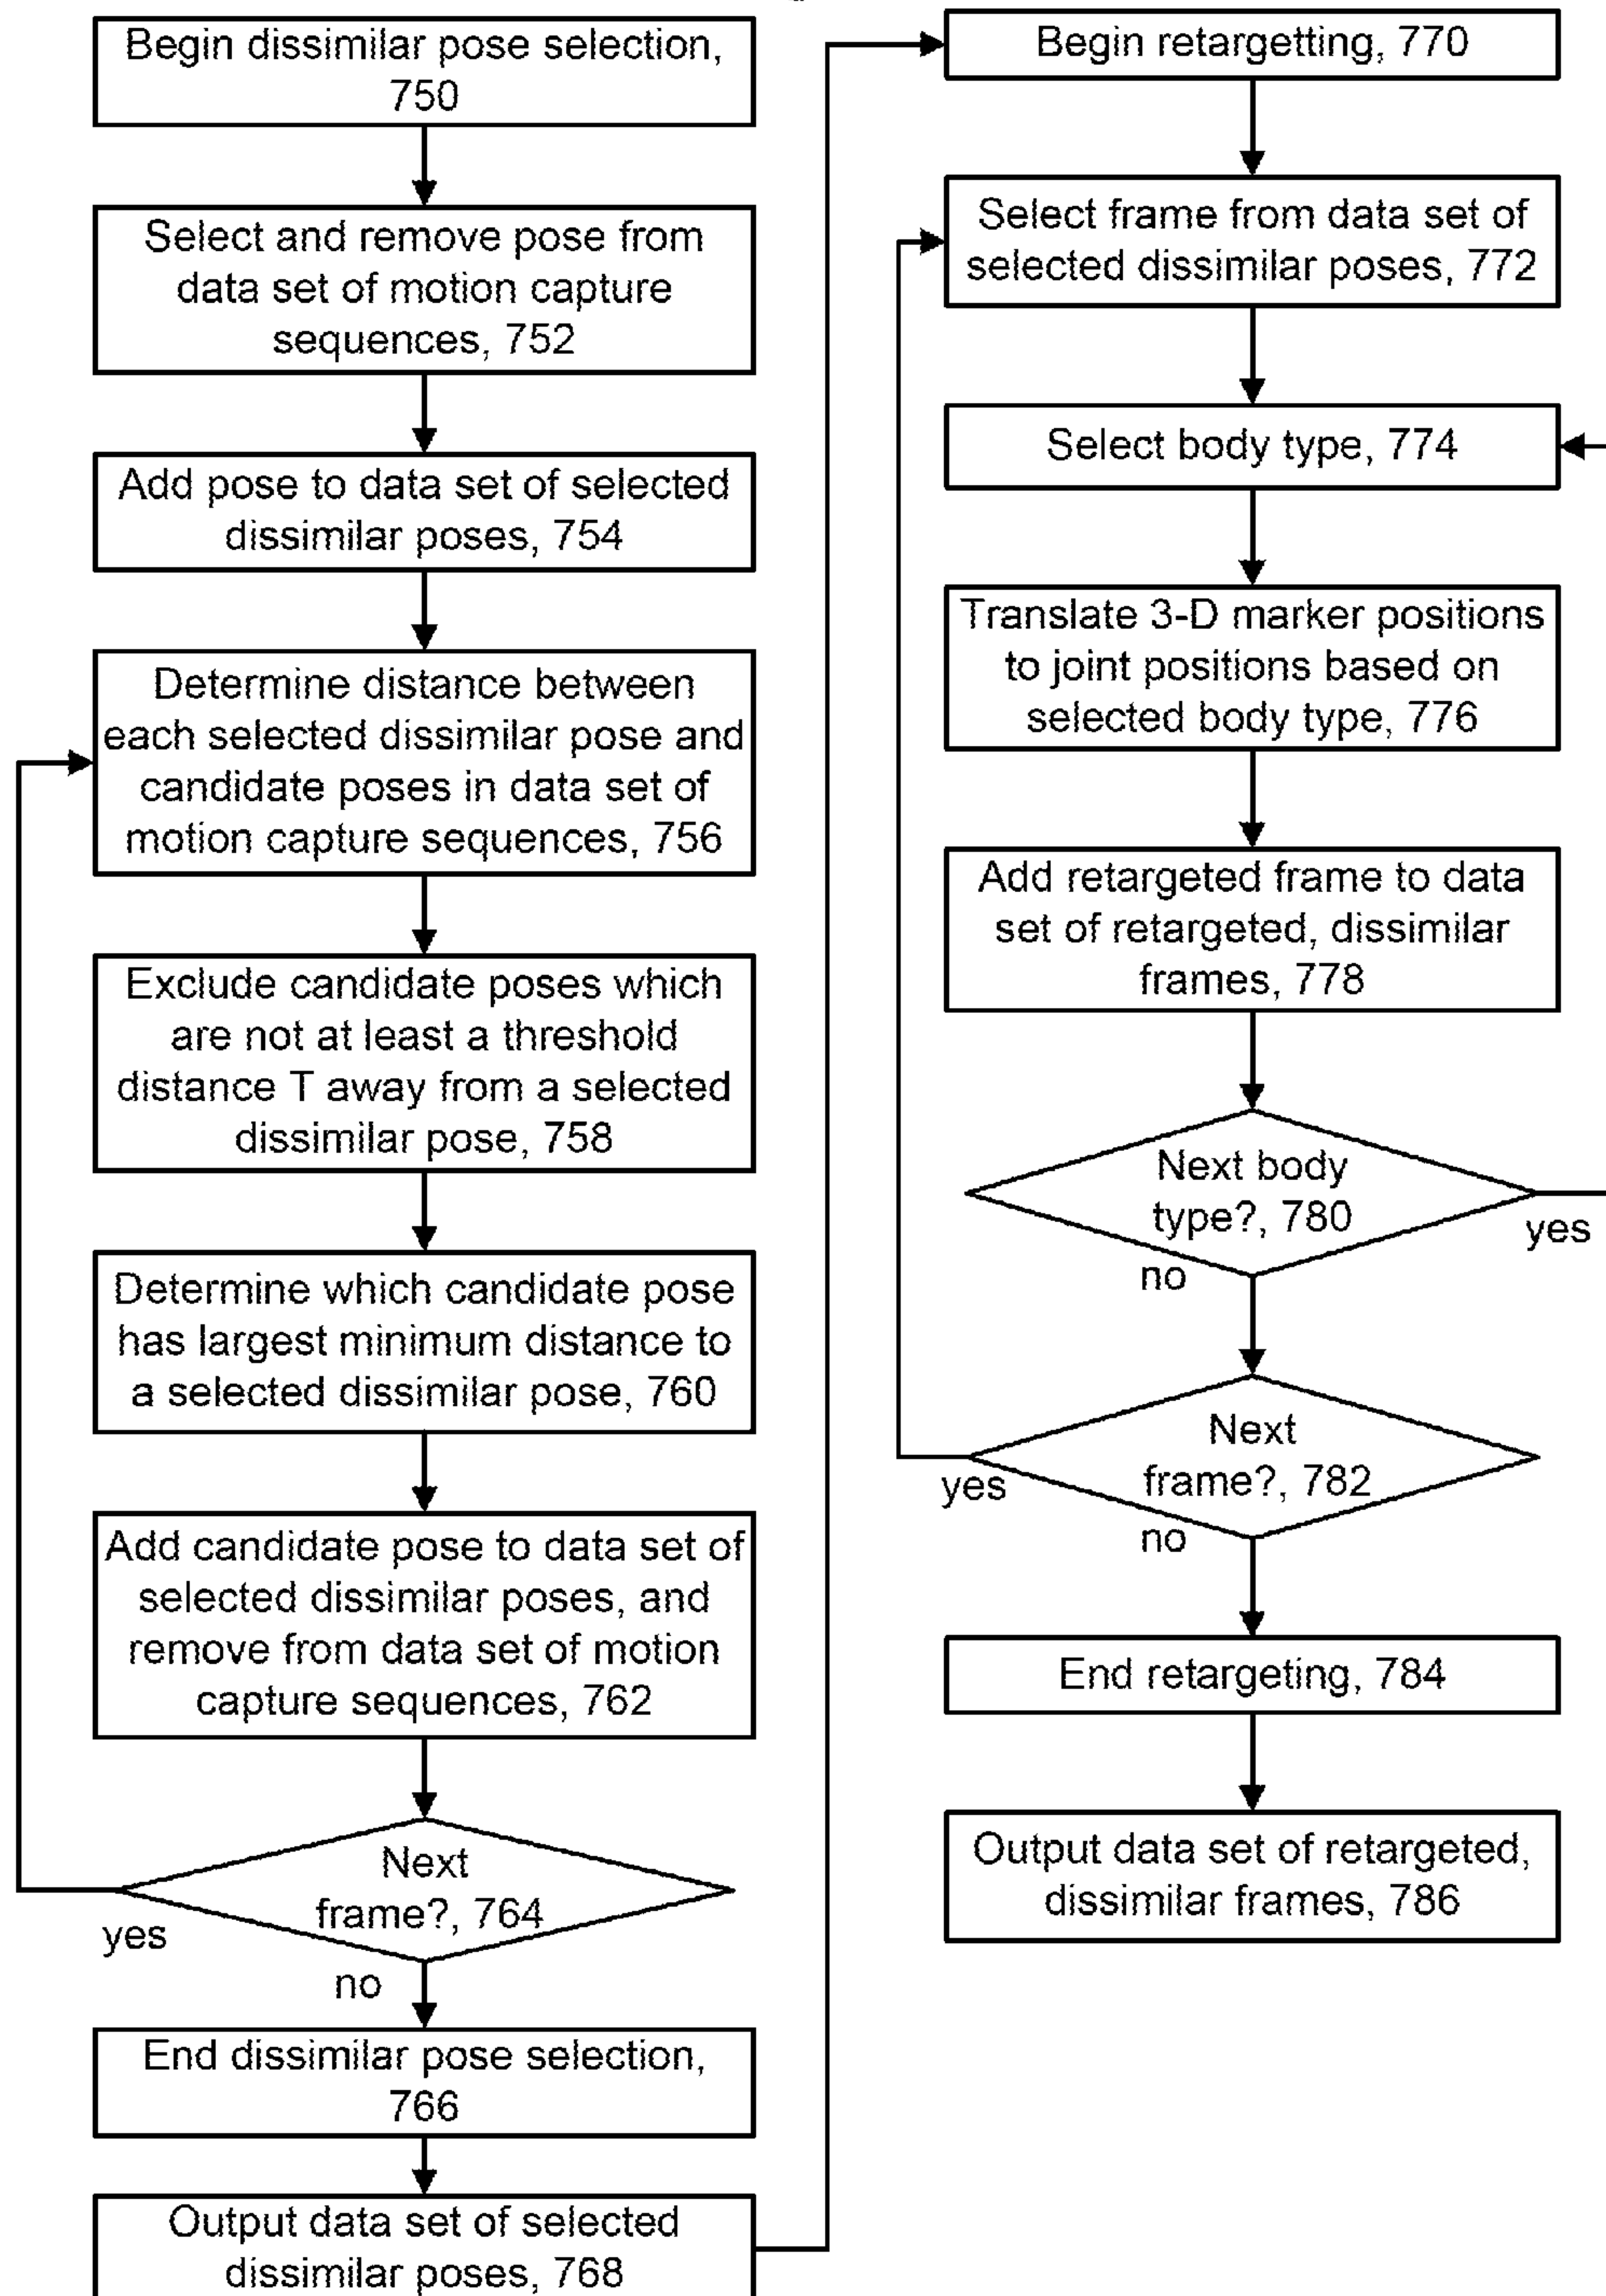 Begin dissimilar pose selection,
750
Select and remove pose from
data set of motion capture
sequences, 752
Add pose to data set of selected
dissimilar poses, 754
Determine distance between
each selected dissimilar pose and
candidate poses in data set of
motion capture sequences, 756
Exclude candidate poses which
are not at least a threshold
distance T away from a selected
dissimilar pose, 758
Determine which candidate pose
has largest minimum distance to
a selected dissimilar pose, 760
Add candidate pose to data set of
selected dissimilar poses, and
remove from data set of motion
capture sequences, 762
Next
frame?, 764
yes
no
End dissimilar pose selection,
766
Output data set of selected
dissimilar poses, 768
Begin retargetting, 770
Select frame from data set of
selected dissimilar poses, 772
Select body type, 774
Translate 3-D marker positions
to joint positions based on
selected body type, 776
Add retargeted frame to data
set of retargeted, dissimilar
frames, 778
Next body
type?, 780
yes
no
Next
frame?, 782
yes
no
End retargeting, 784
Output data set of retargeted,
dissimilar frames, 786